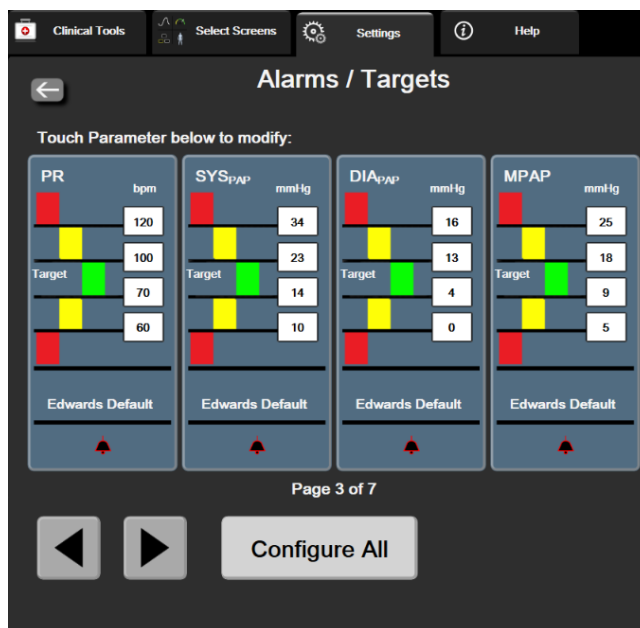 Clinical Tools
Select Screens
Settings
Help
Alarms / Targets
Touch Parameter below to modify:
PR
bpm
120
100
Target
70
60
Edwards Default
SYSPAP
mmHg
34
23
Target
14
10
Edwards Default
DIAPAP
mmHg
16
13
Target
4
0
Edwards Default
MPAP
mmHg
25
18
Target
9
5
Edwards Default
Page 3 of 7
Configure All